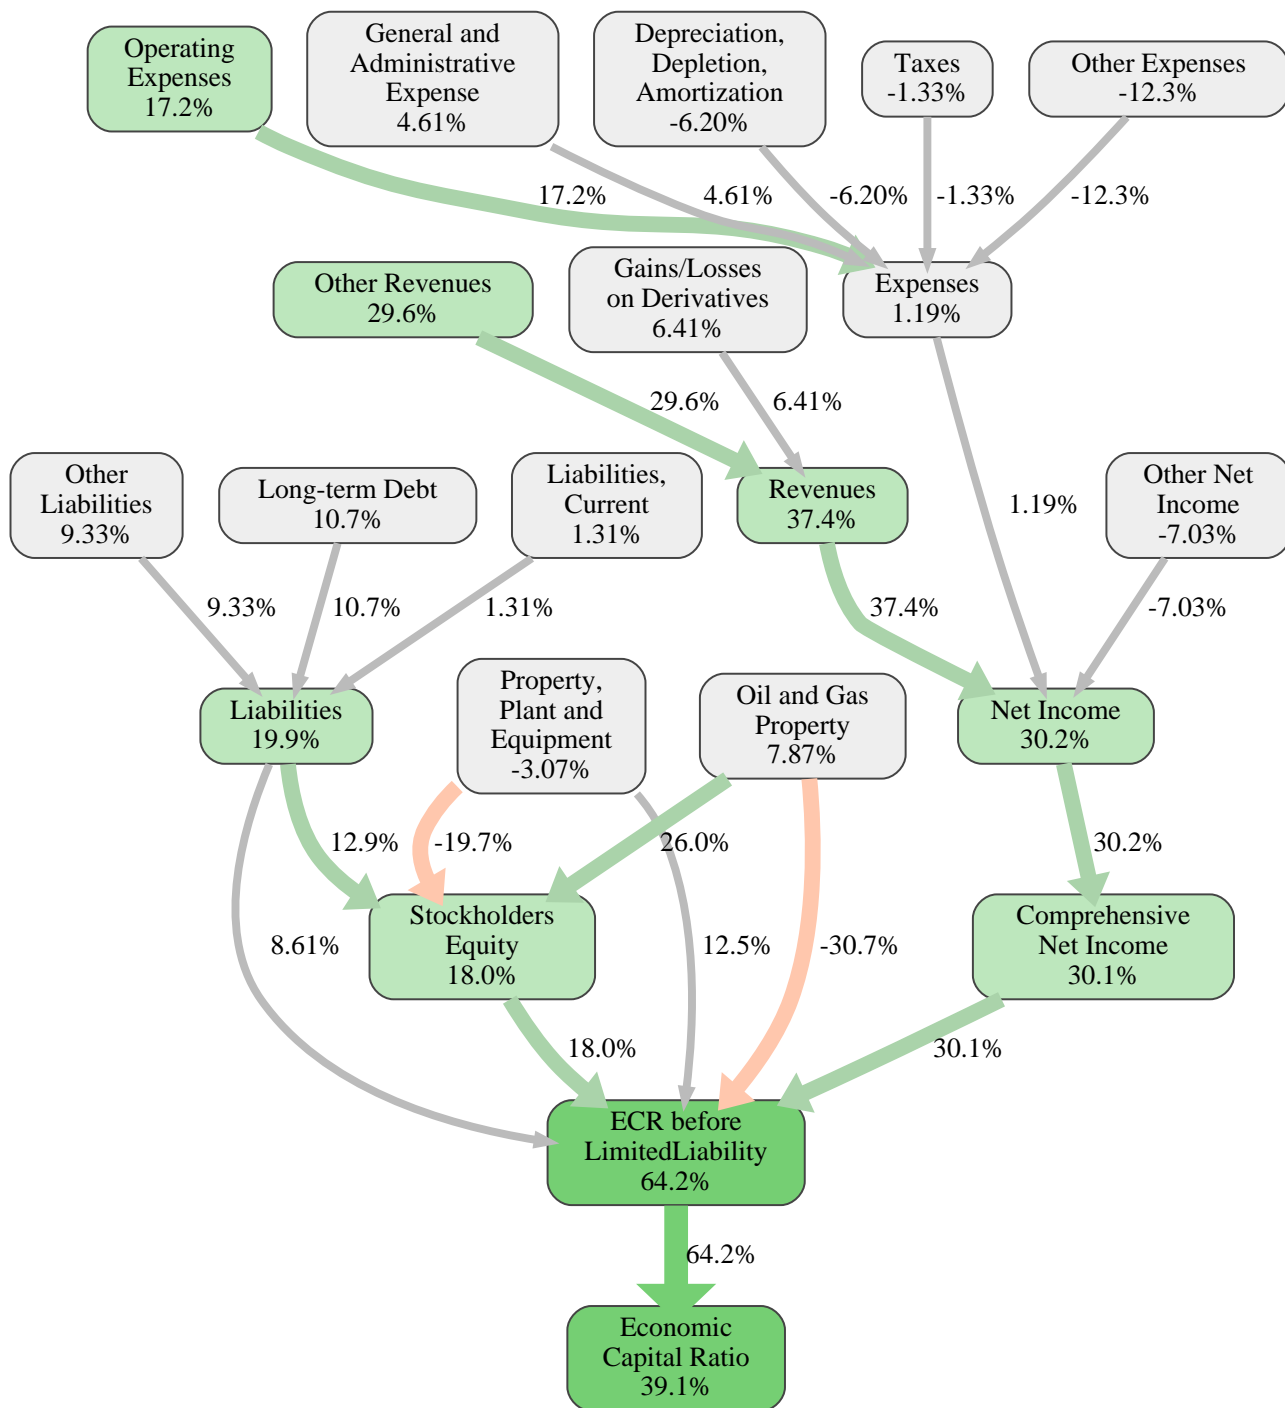 Operating
Expenses
17.2%
General and
Administrative
Expense
4.61%
Depreciation,
Depletion,
Amortization
-6.20%
Taxes
-1.33%
Other Expenses
-12.3%
17.2%
4.61%
-6.20%
-1.33%
-12.3%
Other Revenues
29.6%
Gains/Losses
on Derivatives
6.41%
Expenses
1.19%
29.6%
6.41%
Other
Liabilities
9.33%
Long-term Debt
10.7%
Liabilities,
Current
1.31%
Revenues
37.4%
1.19%
Other Net
Income
-7.03%
9.33%
10.7%
1.31%
37.4%
-7.03%
Liabilities
19.9%
Property,
Plant and
Equipment
-3.07%
Oil and Gas
Property
7.87%
Net Income
30.2%
12.9%
-19.7%
26.0%
30.2%
8.61%
Stockholders
Equity
18.0%
12.5%
-30.7%
Comprehensive
Net Income
30.1%
18.0%
30.1%
ECR before
LimitedLiability
64.2%
64.2%
Economic
Capital Ratio
39.1%